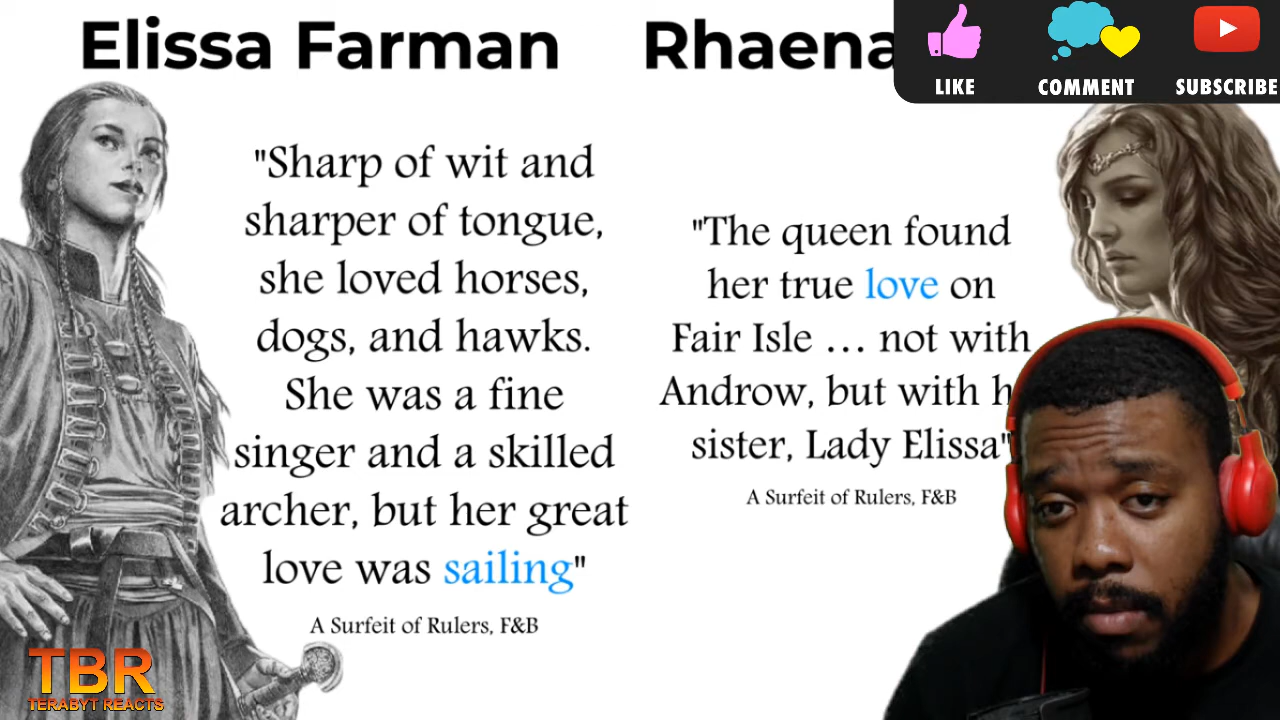 Elissa Farman
"Sharp of wit and
sharper of tongue,
she loved horses,
dogs, and hawks.
She was a fine
singer and a skilled
archer, but her great
love was sailing"
A Surfeit of Rulers, F&B
Rhaena
"The queen found
her true love on
Fair Isle … not with
Androw, but with h
sister, Lady Elissa"
A Surfeit of Rulers, F&B
LIKE
COMMENT
SUBSCRIBE
TBR
TERABYT REACTS